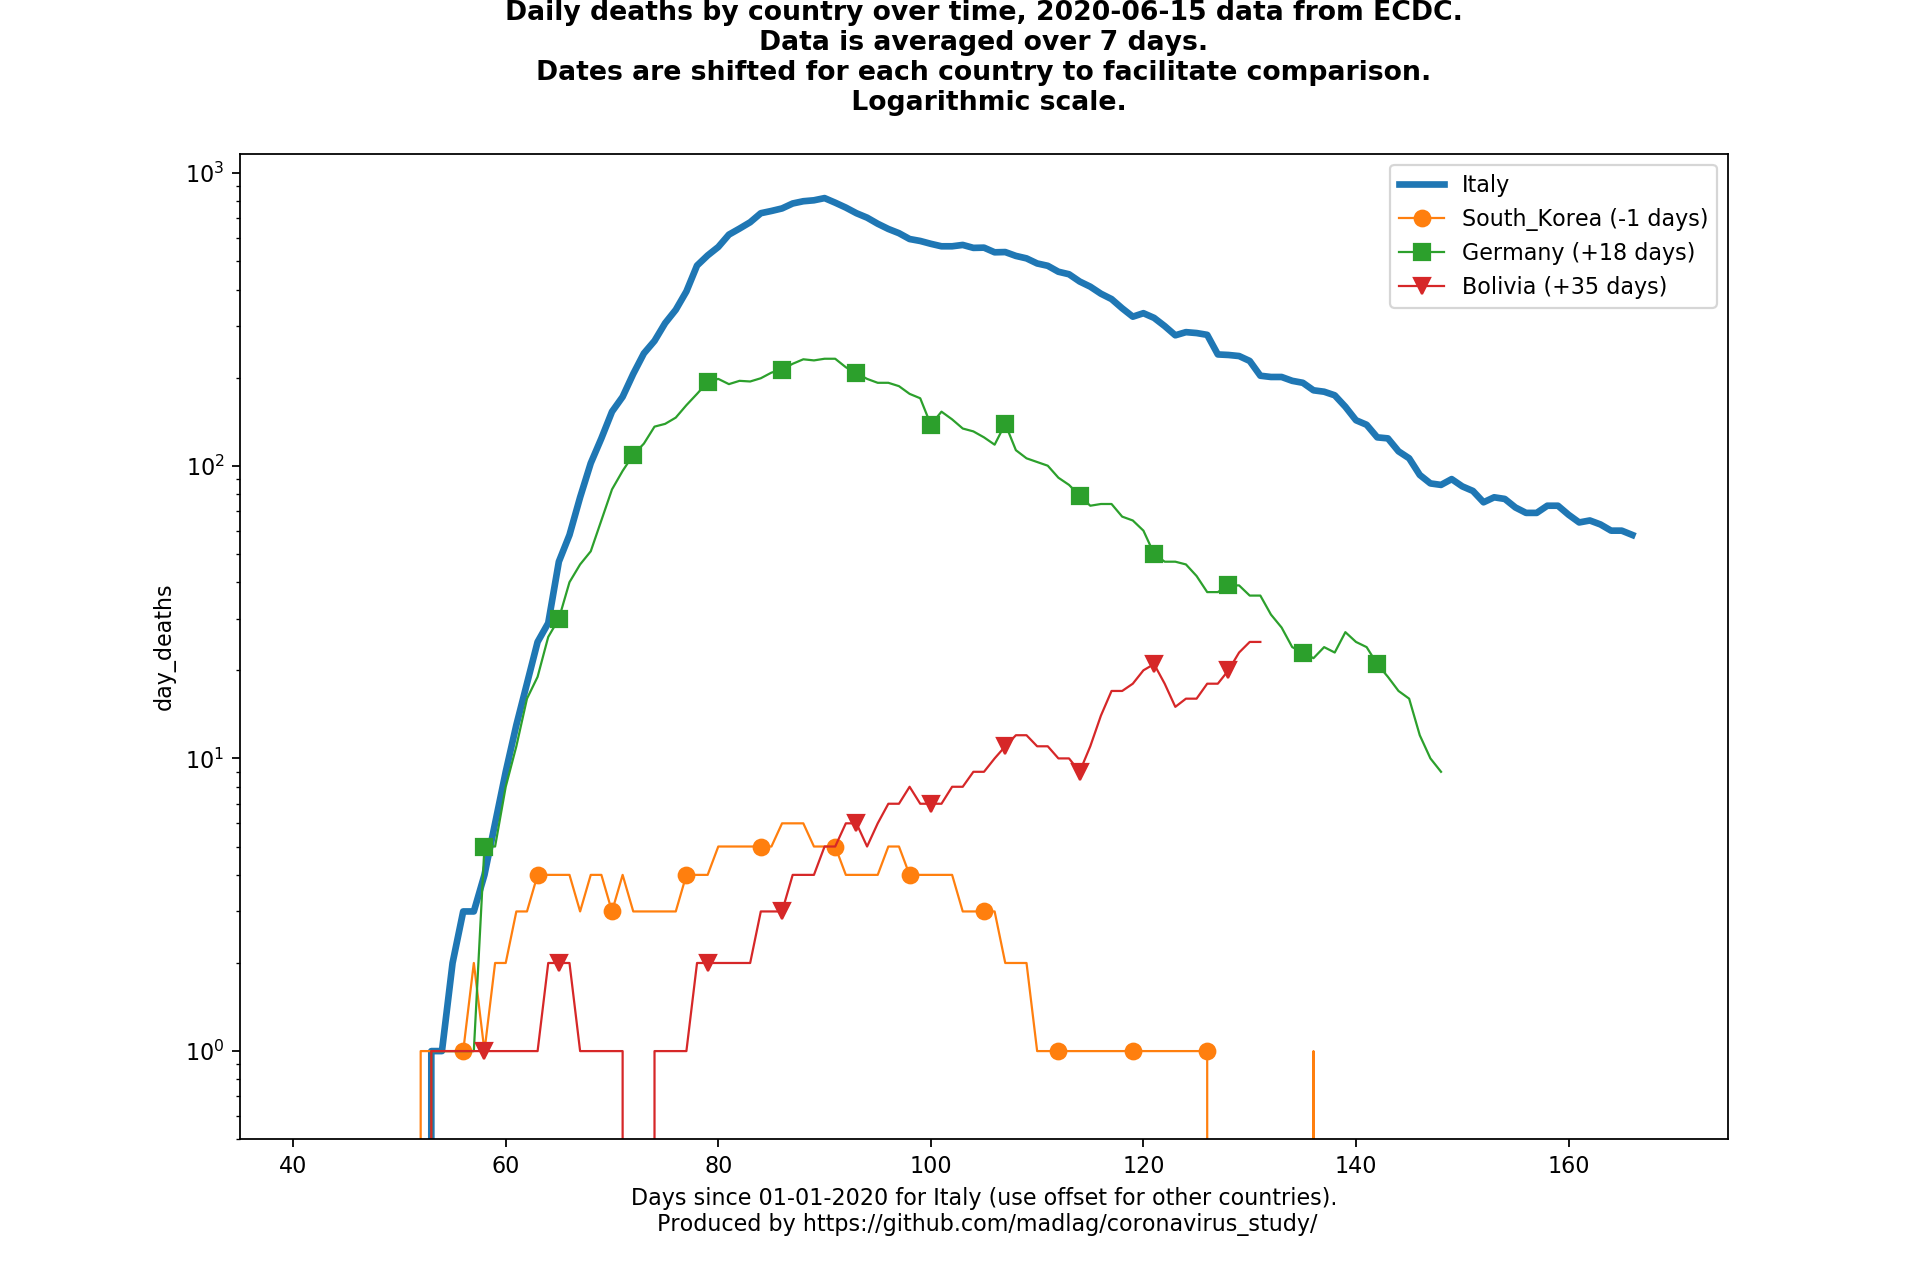 Daily deaths by country over time, 2020-06-15 data from ECDC.
Data is averaged over 7 days.
Dates are shifted for each country to facilitate comparison.
Logarithmic scale.
10³
Italy
South_Korea (-1 days)
Germany (+18 days)
Bolivia (+35 days)
10²
day_deaths
10¹
10⁰
40 60 80 100 120 140 160
Days since 01-01-2020 for Italy (use offset for other countries).
Produced by https://github.com/madlag/coronavirus_study/